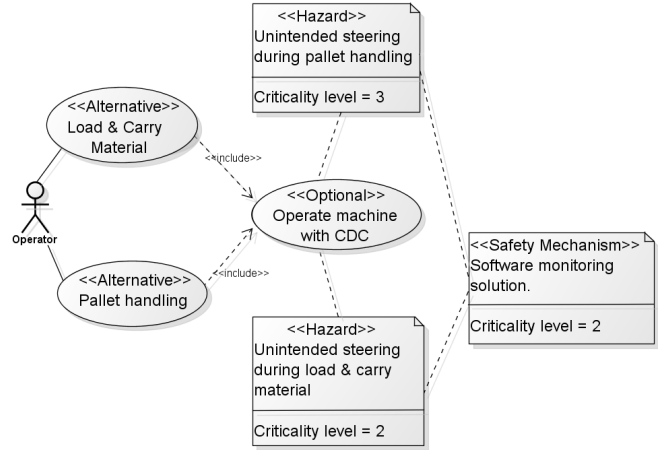 <<Hazard>>
Unintended steering
during pallet handling
Criticality level = 3
<<Alternative>>
Load & Carry
Material
<<include>>
<<Optional>>
Operate machine
with CDC
Operator
<<Alternative>>
Pallet handling
<<include>>
<<Safety Mechanism>>
Software monitoring
solution.
Criticality level = 2
<<Hazard>>
Unintended steering
during load & carry
material
Criticality level = 2